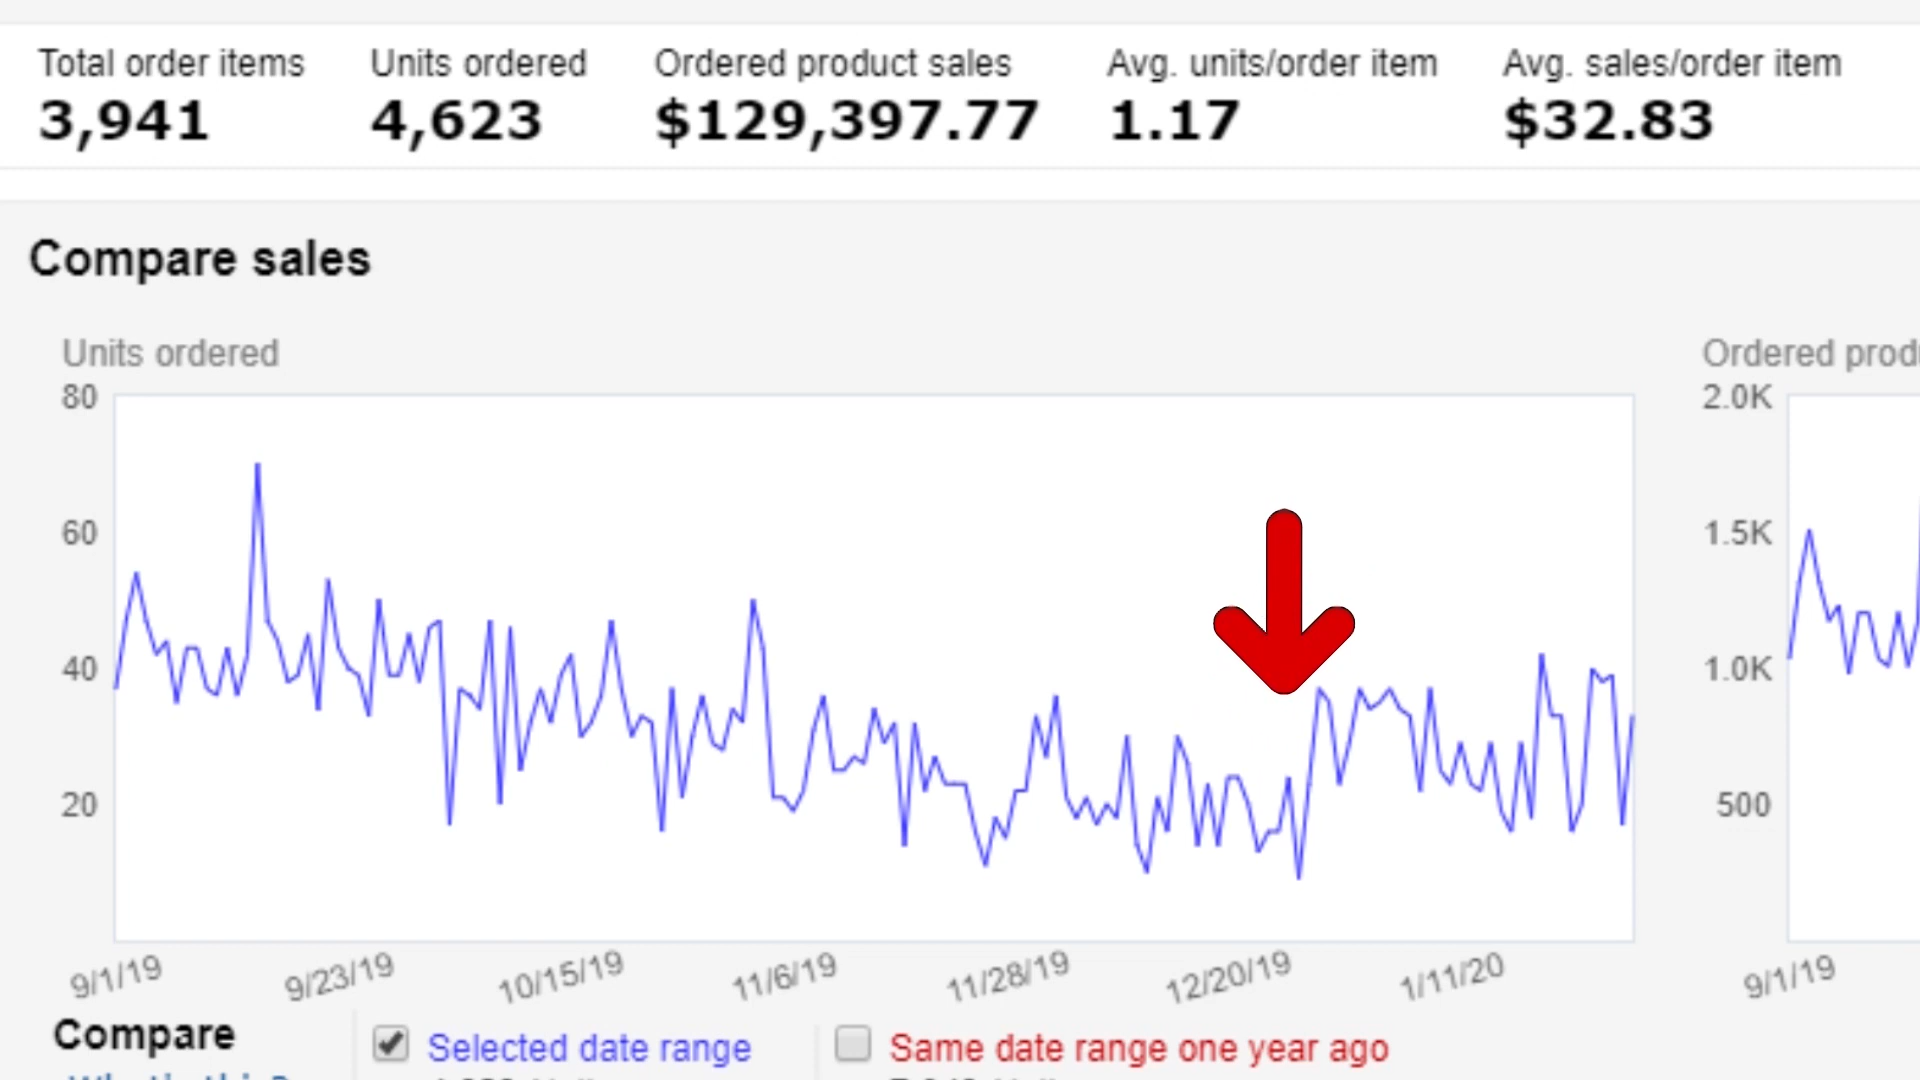 Total order items Units ordered Ordered product sales Avg. units/order item Avg. sales/order item
3,941 4,623 $129,397.77 1.17 $32.83
Compare sales
Units ordered Ordered
80 2.0K
60 1.5K
40 1.0K
20 500
9/1/19 9/23/19 10/15/19 11/6/19 11/28/19 12/20/19 1/11/20 9/1/19
Compare Selected date range Same date range one year ago